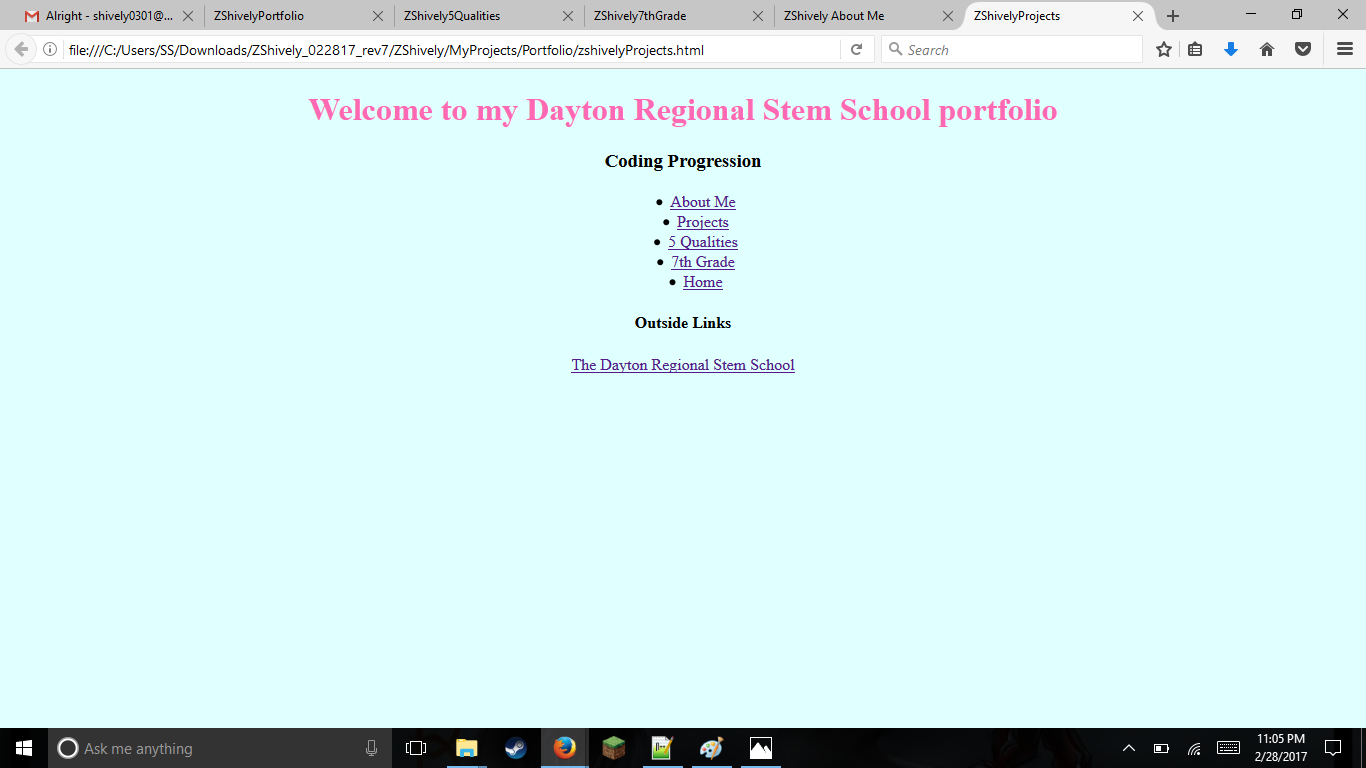 Alright - shively0301@...
ZShivelyPortfolio
ZShively5Qualities
ZShively7thGrade
ZShively About Me
ZShivelyProjects
file:///C:/Users/SS/Downloads/ZShively_022817_rev7/ZShively/MyProjects/Portfolio/zshivelyProjects.html
Search
Welcome to my Dayton Regional Stem School portfolio
Coding Progression
• About Me
• Projects
• 5 Qualities
• 7th Grade
• Home
Outside Links
The Dayton Regional Stem School
Ask me anything
11:05 PM
2/28/2017